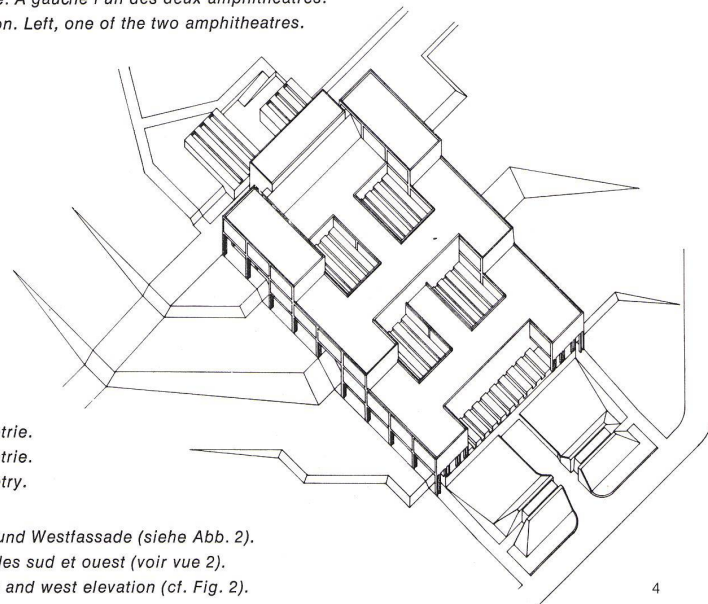 e. A gauche l'un des deux amphithéâtres.
on. Left, one of the two amphitheatres.
trie.
trie.
try.
und Westfassade (siehe Abb. 2).
des sud et ouest (voir vue 2).
and west elevation (cf. Fig. 2).
4